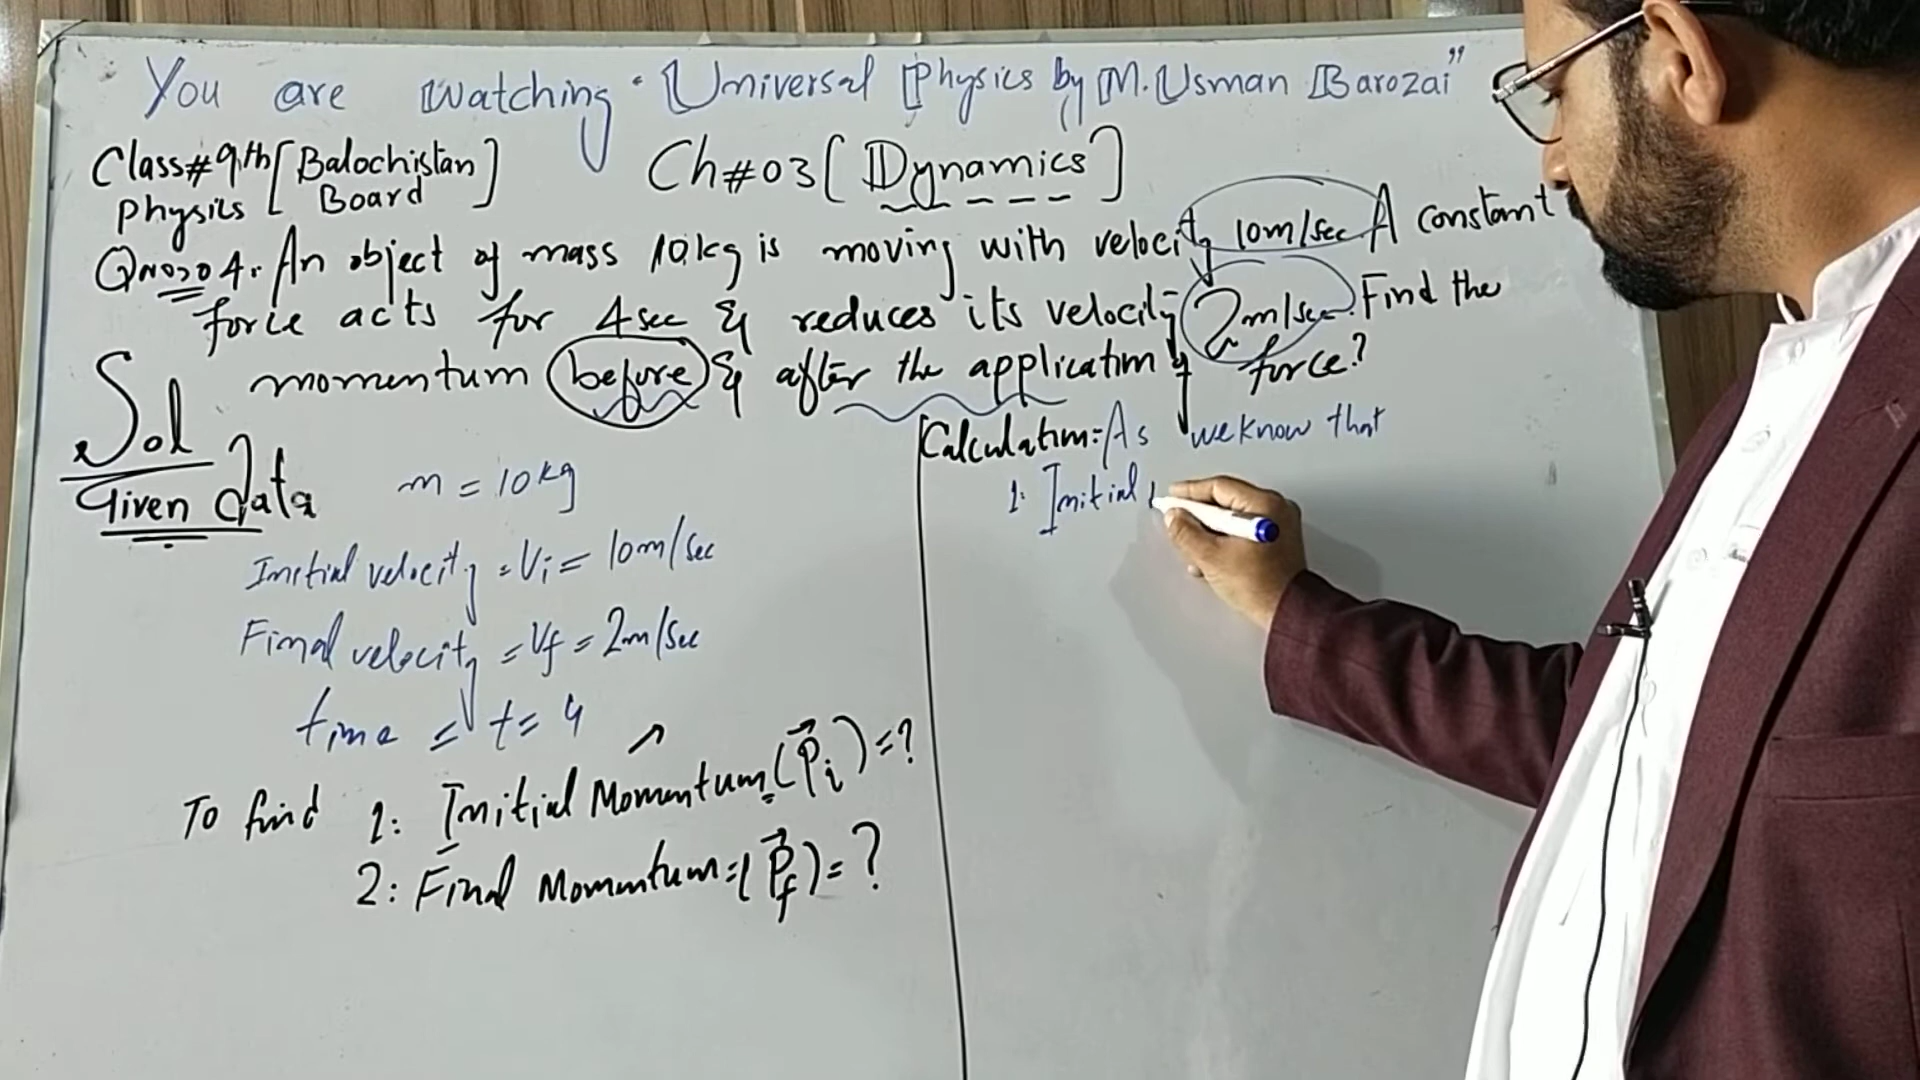 You are watching "Universal Physics by M. Usman Barozai"
Class#9th [Balochistan
Physics Board]
Ch#03 [Dynamics]
QNo=04. An object of mass 10kg is moving with velocity 10m/sec A constant
force acts for 4sec & reduces its velocity 2m/sec. Find the
momentum before & after the application of force?
Sol
Given data
m = 10kg
Initial velocity = Vi = 10m/sec
Final velocity = Vf = 2m/sec
time = t = 4
To find 1: Initial Momentum (Pi) = ?
2: Final Momentum = (Pf) = ?
Calculation:- As we know that
1: Initial